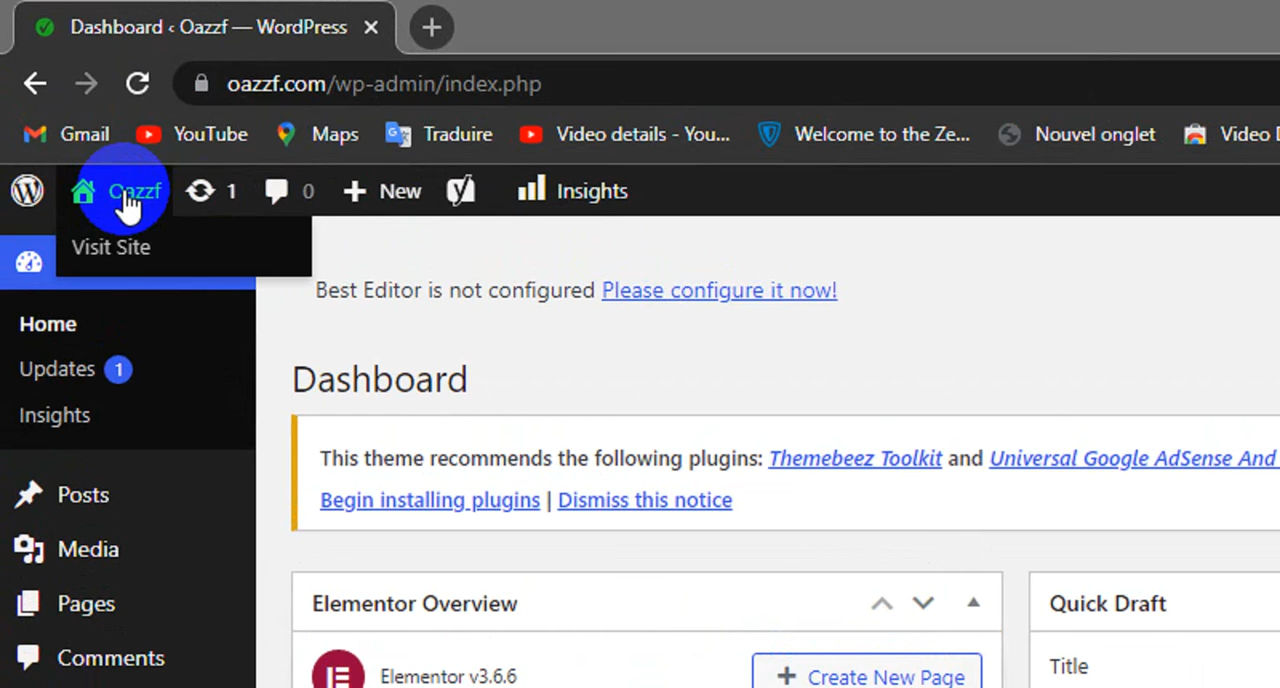 Dashboard ‹ Oazzf — WordPress
oazzf.com/wp-admin/index.php
Gmail YouTube Maps Traduire Video details - You... Welcome to the Ze... Nouvel onglet Video
Oazzf 1 0 New Insights
Visit Site
Best Editor is not configured Please configure it now!
Home
Dashboard
Updates 1
Insights
This theme recommends the following plugins: Themebeez Toolkit and Universal Google AdSense And
Begin installing plugins | Dismiss this notice
Posts
Media
Pages
Elementor Overview
Quick Draft
Comments
Elementor v3.6.6
Create New Page
Title